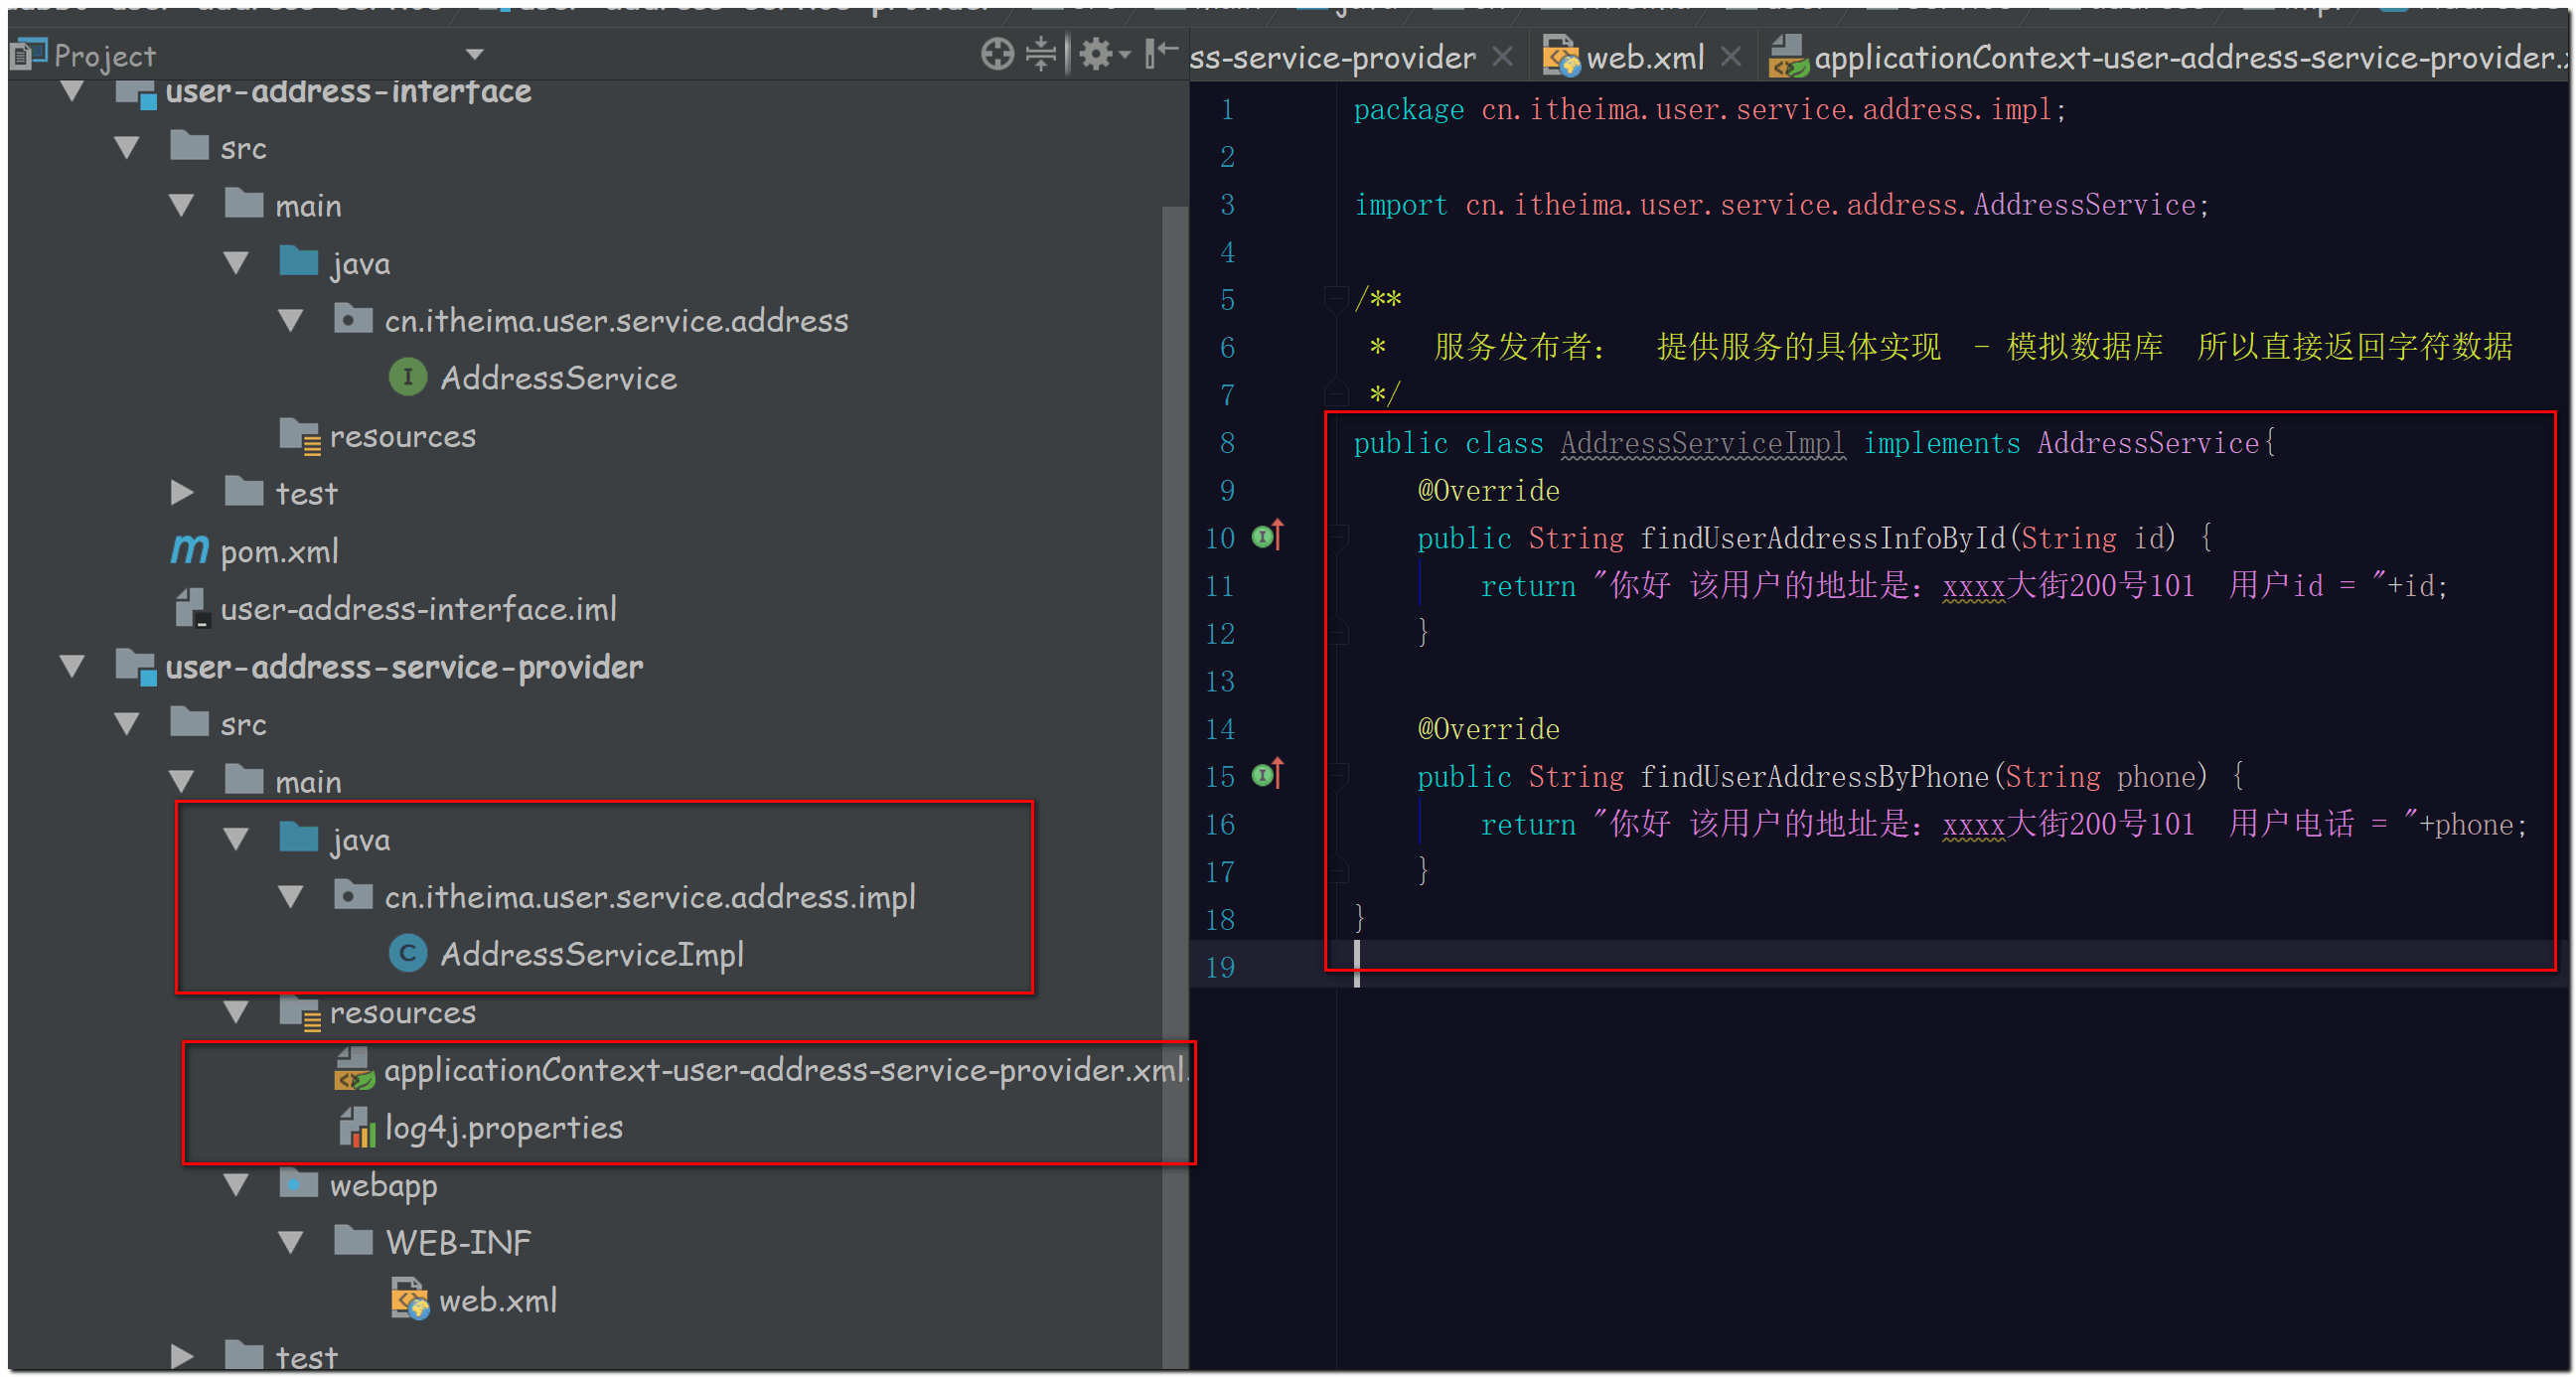 Project
user-address-interface
src
main
java
cn.itheima.user.service.address
AddressService
resources
test
pom.xml
user-address-interface.iml
user-address-service-provider
src
main
java
cn.itheima.user.service.address.impl
AddressServiceImpl
resources
applicationContext-user-address-service-provider.xml
log4j.properties
webapp
WEB-INF
web.xml
test
ss-service-provider
web.xml
applicationContext-user-address-service-provider.
1 package cn.itheima.user.service.address.impl;
2
3 import cn.itheima.user.service.address.AddressService;
4
5 /**
6 * 服务发布者： 提供服务的具体实现 - 模拟数据库 所以直接返回字符数据
7 */
8 public class AddressServiceImpl implements AddressService{
9 @Override
10 public String findUserAddressInfoById(String id) {
11 return "你好 该用户的地址是：xxxx大街200号101 用户id = "+id;
12 }
13
14 @Override
15 public String findUserAddressByPhone(String phone) {
16 return "你好 该用户的地址是：xxxx大街200号101 用户电话 = "+phone;
17 }
18 }
19